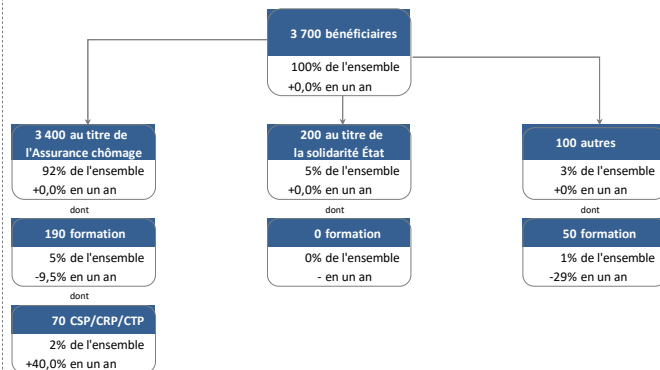 3 700 bénéficiaires
100% de l'ensemble
+0,0% en un an
3 400 au titre de
l'Assurance chômage
92% de l'ensemble
+0,0% en un an
200 au titre de
la solidarité État
5% de l'ensemble
+0,0% en un an
100 autres
3% de l'ensemble
+0% en un an
dont
dont
dont
190 formation
5% de l'ensemble
-9,5% en un an
0 formation
0% de l'ensemble
- en un an
50 formation
1% de l'ensemble
-29% en un an
dont
70 CSP/CRP/CTP
2% de l'ensemble
+40,0% en un an